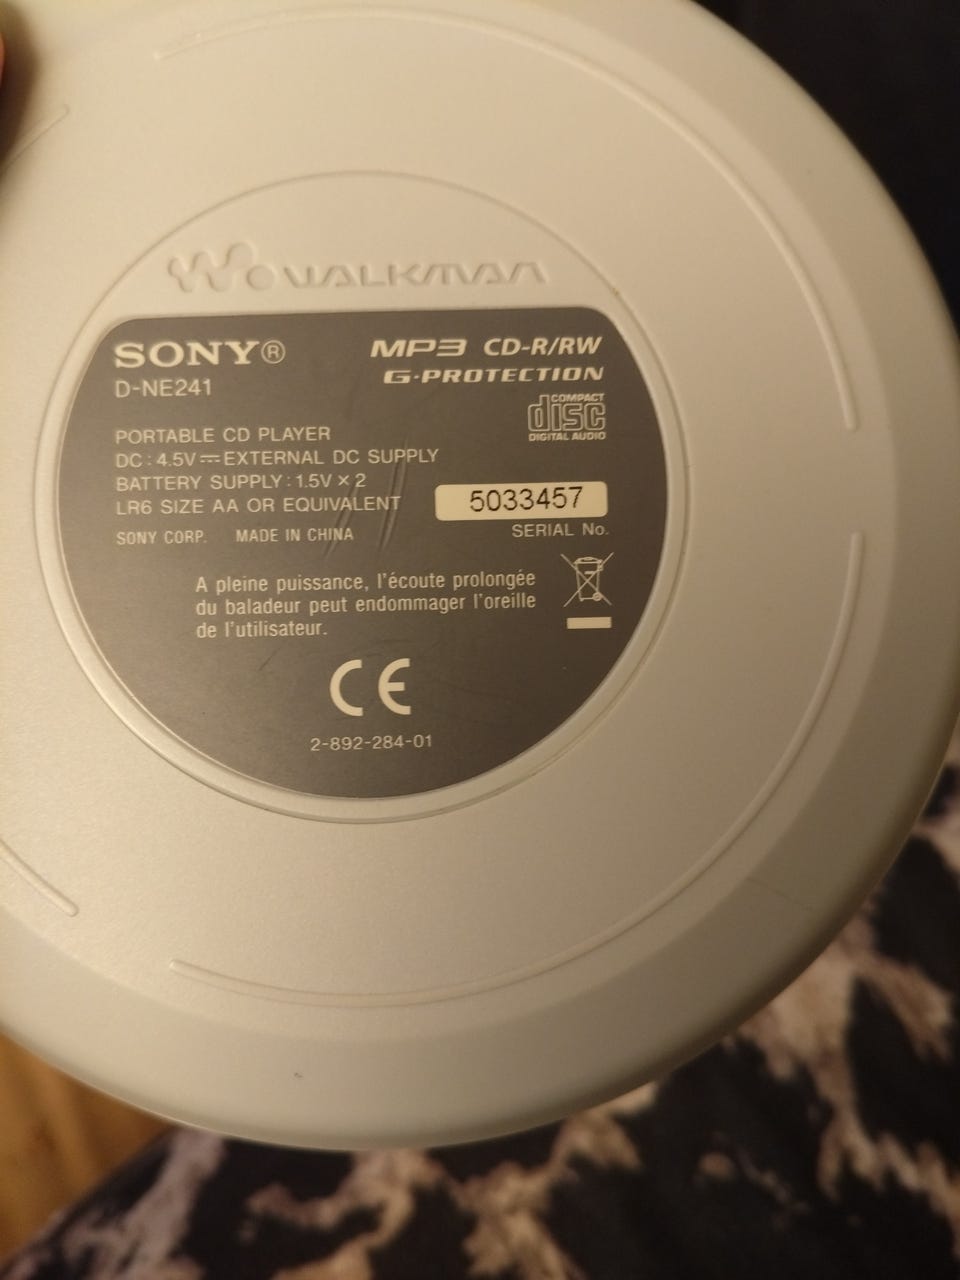 WALKMAN
SONY®
D-NE241
MP3 CD-R/RW
G-PROTECTION
COMPACT
disc
DIGITAL AUDIO
PORTABLE CD PLAYER
DC : 4.5V ⎓ EXTERNAL DC SUPPLY
BATTERY SUPPLY : 1.5V × 2
LR6 SIZE AA OR EQUIVALENT
SONY CORP. MADE IN CHINA
5033457
SERIAL No.
A pleine puissance, l'écoute prolongée
du baladeur peut endommager l'oreille
de l'utilisateur.
CE
2-892-284-01